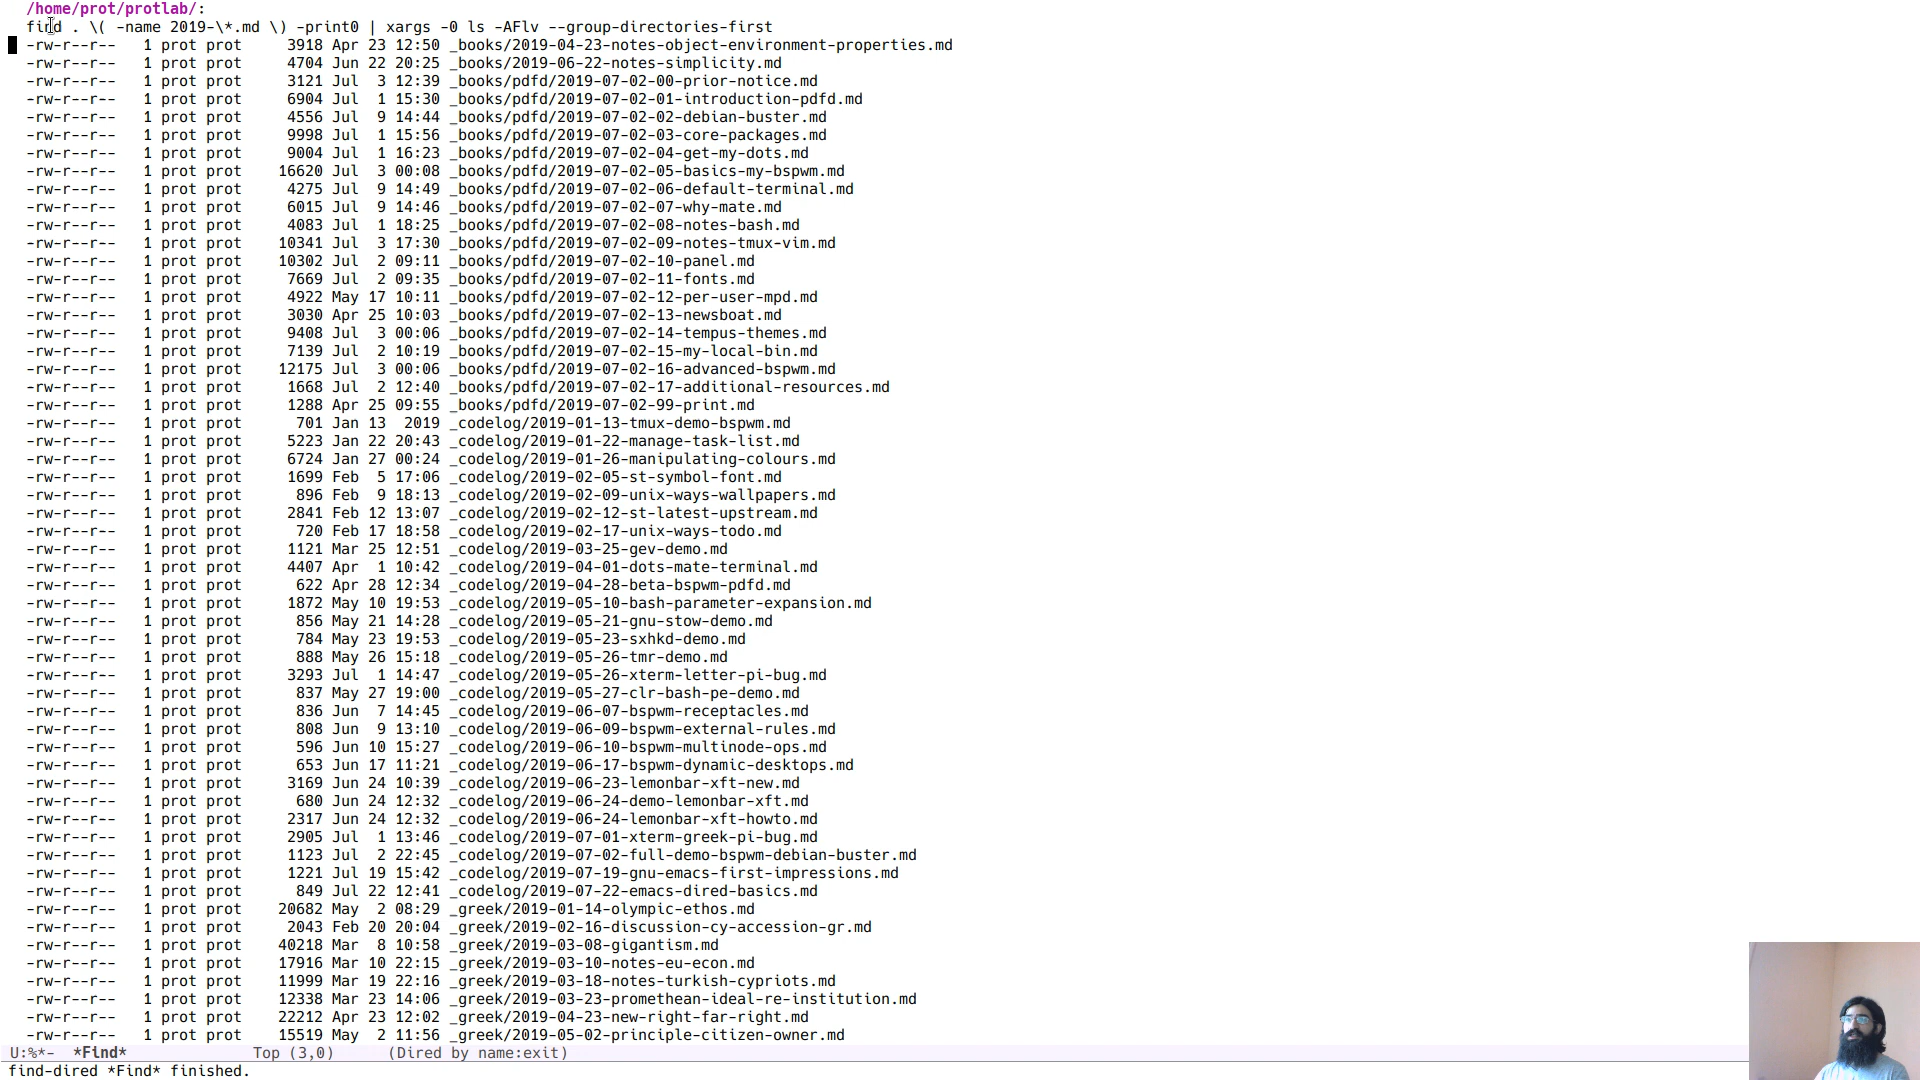 /home/prot/protlab/:
find . \( -name 2019-\*.md \) -print0 | xargs -0 ls -AFlv --group-directories-first
-rw-r--r-- 1 prot prot 3918 Apr 23 12:50 _books/2019-04-23-notes-object-environment-properties.md
-rw-r--r-- 1 prot prot 4704 Jun 22 20:25 _books/2019-06-22-notes-simplicity.md
-rw-r--r-- 1 prot prot 3121 Jul 3 12:39 _books/pdfd/2019-07-02-00-prior-notice.md
-rw-r--r-- 1 prot prot 6904 Jul 1 15:30 _books/pdfd/2019-07-02-01-introduction-pdfd.md
-rw-r--r-- 1 prot prot 4556 Jul 9 14:44 _books/pdfd/2019-07-02-02-debian-buster.md
-rw-r--r-- 1 prot prot 9998 Jul 1 15:56 _books/pdfd/2019-07-02-03-core-packages.md
-rw-r--r-- 1 prot prot 9004 Jul 1 16:23 _books/pdfd/2019-07-02-04-get-my-dots.md
-rw-r--r-- 1 prot prot 16620 Jul 3 00:08 _books/pdfd/2019-07-02-05-basics-my-bspwm.md
-rw-r--r-- 1 prot prot 4275 Jul 9 14:49 _books/pdfd/2019-07-02-06-default-terminal.md
-rw-r--r-- 1 prot prot 6015 Jul 9 14:46 _books/pdfd/2019-07-02-07-why-mate.md
-rw-r--r-- 1 prot prot 4083 Jul 1 18:25 _books/pdfd/2019-07-02-08-notes-bash.md
-rw-r--r-- 1 prot prot 10341 Jul 3 17:30 _books/pdfd/2019-07-02-09-notes-tmux-vim.md
-rw-r--r-- 1 prot prot 10302 Jul 2 09:11 _books/pdfd/2019-07-02-10-panel.md
-rw-r--r-- 1 prot prot 7669 Jul 2 09:35 _books/pdfd/2019-07-02-11-fonts.md
-rw-r--r-- 1 prot prot 4922 May 17 10:11 _books/pdfd/2019-07-02-12-per-user-mpd.md
-rw-r--r-- 1 prot prot 3030 Apr 25 10:03 _books/pdfd/2019-07-02-13-newsboat.md
-rw-r--r-- 1 prot prot 9408 Jul 3 00:06 _books/pdfd/2019-07-02-14-tempus-themes.md
-rw-r--r-- 1 prot prot 7139 Jul 2 10:19 _books/pdfd/2019-07-02-15-my-local-bin.md
-rw-r--r-- 1 prot prot 12175 Jul 3 00:06 _books/pdfd/2019-07-02-16-advanced-bspwm.md
-rw-r--r-- 1 prot prot 1668 Jul 2 12:40 _books/pdfd/2019-07-02-17-additional-resources.md
-rw-r--r-- 1 prot prot 1288 Apr 25 09:55 _books/pdfd/2019-07-02-99-print.md
-rw-r--r-- 1 prot prot 701 Jan 13 2019 _codelog/2019-01-13-tmux-demo-bspwm.md
-rw-r--r-- 1 prot prot 5223 Jan 22 20:43 _codelog/2019-01-22-manage-task-list.md
-rw-r--r-- 1 prot prot 6724 Jan 27 00:24 _codelog/2019-01-26-manipulating-colours.md
-rw-r--r-- 1 prot prot 1699 Feb 5 17:06 _codelog/2019-02-05-st-symbol-font.md
-rw-r--r-- 1 prot prot 896 Feb 9 18:13 _codelog/2019-02-09-unix-ways-wallpapers.md
-rw-r--r-- 1 prot prot 2841 Feb 12 13:07 _codelog/2019-02-12-st-latest-upstream.md
-rw-r--r-- 1 prot prot 720 Feb 17 18:58 _codelog/2019-02-17-unix-ways-todo.md
-rw-r--r-- 1 prot prot 1121 Mar 25 12:51 _codelog/2019-03-25-gev-demo.md
-rw-r--r-- 1 prot prot 4407 Apr 1 10:42 _codelog/2019-04-01-dots-mate-terminal.md
-rw-r--r-- 1 prot prot 622 Apr 28 12:34 _codelog/2019-04-28-beta-bspwm-pdfd.md
-rw-r--r-- 1 prot prot 1872 May 10 19:53 _codelog/2019-05-10-bash-parameter-expansion.md
-rw-r--r-- 1 prot prot 856 May 21 14:28 _codelog/2019-05-21-gnu-stow-demo.md
-rw-r--r-- 1 prot prot 784 May 23 19:53 _codelog/2019-05-23-sxhkd-demo.md
-rw-r--r-- 1 prot prot 888 May 26 15:18 _codelog/2019-05-26-tmr-demo.md
-rw-r--r-- 1 prot prot 3293 Jul 1 14:47 _codelog/2019-05-26-xterm-letter-pi-bug.md
-rw-r--r-- 1 prot prot 837 May 27 19:00 _codelog/2019-05-27-clr-bash-pe-demo.md
-rw-r--r-- 1 prot prot 836 Jun 7 14:45 _codelog/2019-06-07-bspwm-receptacles.md
-rw-r--r-- 1 prot prot 808 Jun 9 13:10 _codelog/2019-06-09-bspwm-external-rules.md
-rw-r--r-- 1 prot prot 596 Jun 10 15:27 _codelog/2019-06-10-bspwm-multinode-ops.md
-rw-r--r-- 1 prot prot 653 Jun 17 11:21 _codelog/2019-06-17-bspwm-dynamic-desktops.md
-rw-r--r-- 1 prot prot 3169 Jun 24 10:39 _codelog/2019-06-23-lemonbar-xft-new.md
-rw-r--r-- 1 prot prot 680 Jun 24 12:32 _codelog/2019-06-24-demo-lemonbar-xft.md
-rw-r--r-- 1 prot prot 2317 Jun 24 12:32 _codelog/2019-06-24-lemonbar-xft-howto.md
-rw-r--r-- 1 prot prot 2905 Jul 1 13:46 _codelog/2019-07-01-xterm-greek-pi-bug.md
-rw-r--r-- 1 prot prot 1123 Jul 2 22:45 _codelog/2019-07-02-full-demo-bspwm-debian-buster.md
-rw-r--r-- 1 prot prot 1221 Jul 19 15:42 _codelog/2019-07-19-gnu-emacs-first-impressions.md
-rw-r--r-- 1 prot prot 849 Jul 22 12:41 _codelog/2019-07-22-emacs-dired-basics.md
-rw-r--r-- 1 prot prot 20682 May 2 08:29 _greek/2019-01-14-olympic-ethos.md
-rw-r--r-- 1 prot prot 2043 Feb 20 20:04 _greek/2019-02-16-discussion-cy-accession-gr.md
-rw-r--r-- 1 prot prot 40218 Mar 8 10:58 _greek/2019-03-08-gigantism.md
-rw-r--r-- 1 prot prot 17916 Mar 10 22:15 _greek/2019-03-10-notes-eu-econ.md
-rw-r--r-- 1 prot prot 11999 Mar 19 22:16 _greek/2019-03-18-notes-turkish-cypriots.md
-rw-r--r-- 1 prot prot 12338 Mar 23 14:06 _greek/2019-03-23-promethean-ideal-re-institution.md
-rw-r--r-- 1 prot prot 22212 Apr 23 12:02 _greek/2019-04-23-new-right-far-right.md
-rw-r--r-- 1 prot prot 15519 May 2 11:56 _greek/2019-05-02-principle-citizen-owner.md
U:%*- *Find* Top (3,0) (Dired by name:exit)
find-dired *Find* finished.